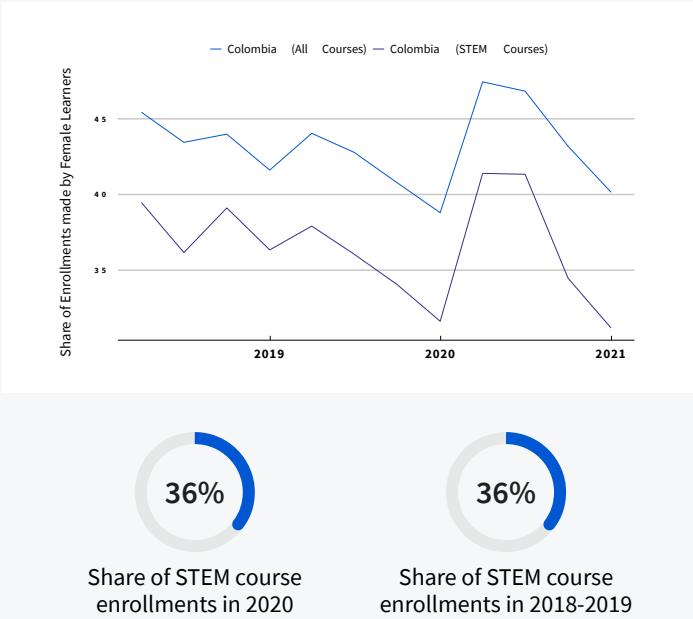 Colombia (All Courses) Colombia (STEM Courses)
Share of Enrollments made by Female Learners
45
40
35
2019 2020 2021
36% 36%
Share of STEM course
enrollments in 2020
Share of STEM course
enrollments in 2018-2019